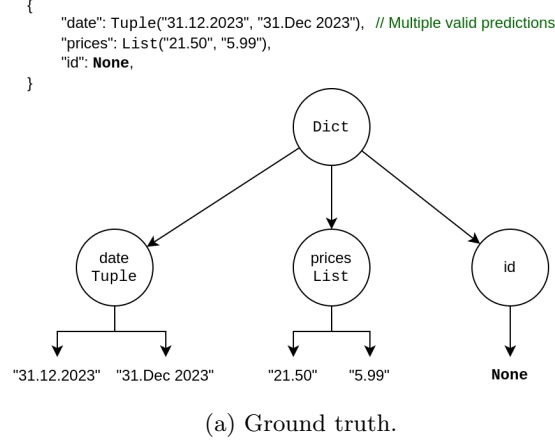 {
"date": Tuple("31.12.2023", "31.Dec 2023"), // Multiple valid predictions
"prices": List("21.50", "5.99"),
"id": None,
}
Dict
date
Tuple
prices
List
id
"31.12.2023" "31.Dec 2023" "21.50" "5.99" None
(a) Ground truth.